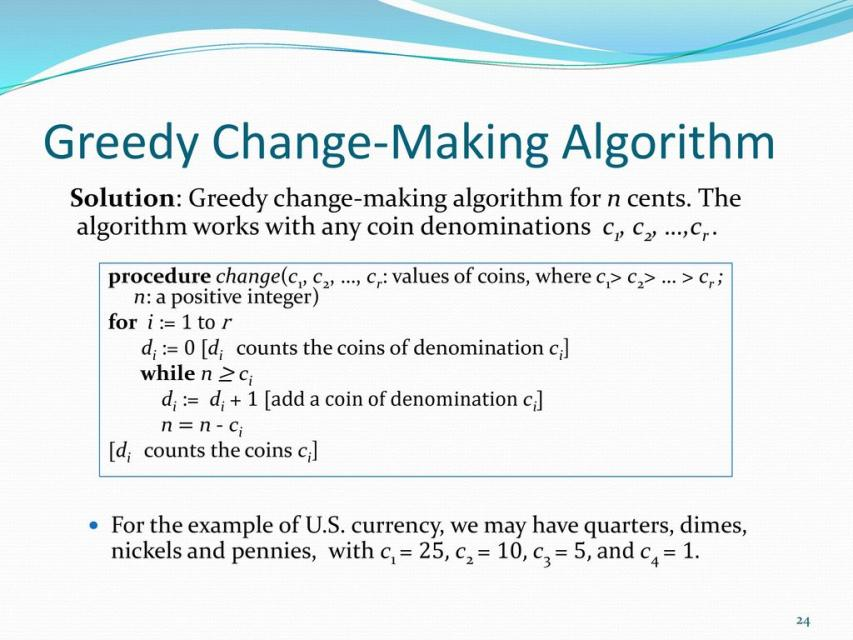 Greedy Change-Making Algorithm
Solution: Greedy change-making algorithm for n cents. The
algorithm works with any coin denominations c₁, c₂, …,cᵣ .
procedure change(c₁, c₂, …, cᵣ: values of coins, where c₁> c₂> … > cᵣ ;
n: a positive integer)
for i := 1 to r
dᵢ := 0 [dᵢ counts the coins of denomination cᵢ]
while n ≥ cᵢ
dᵢ := dᵢ + 1 [add a coin of denomination cᵢ]
n = n - cᵢ
[dᵢ counts the coins cᵢ]
• For the example of U.S. currency, we may have quarters, dimes,
nickels and pennies, with c₁ = 25, c₂ = 10, c₃ = 5, and c₄ = 1.
24